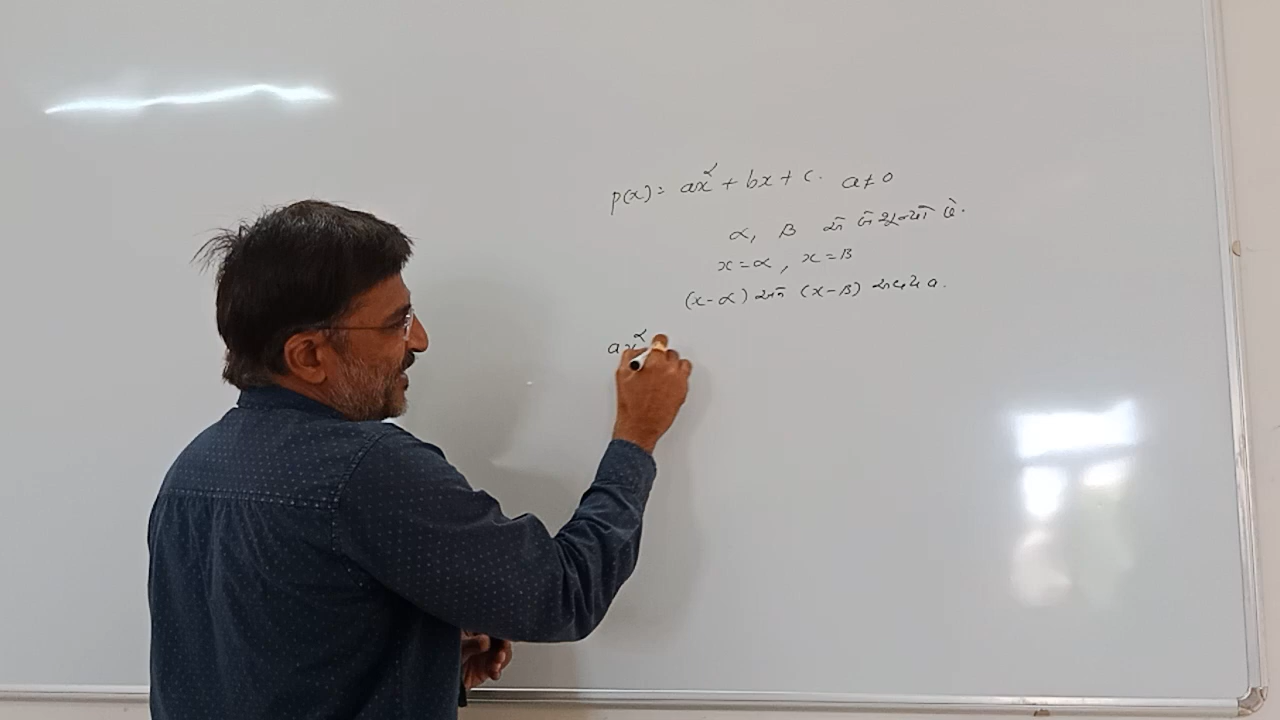 p(x) = ax² + bx + c. a≠0
α, β એ બે શૂન્યો છે.
x = α, x = β
(x-α) અને (x-β) અવયવ
ax²